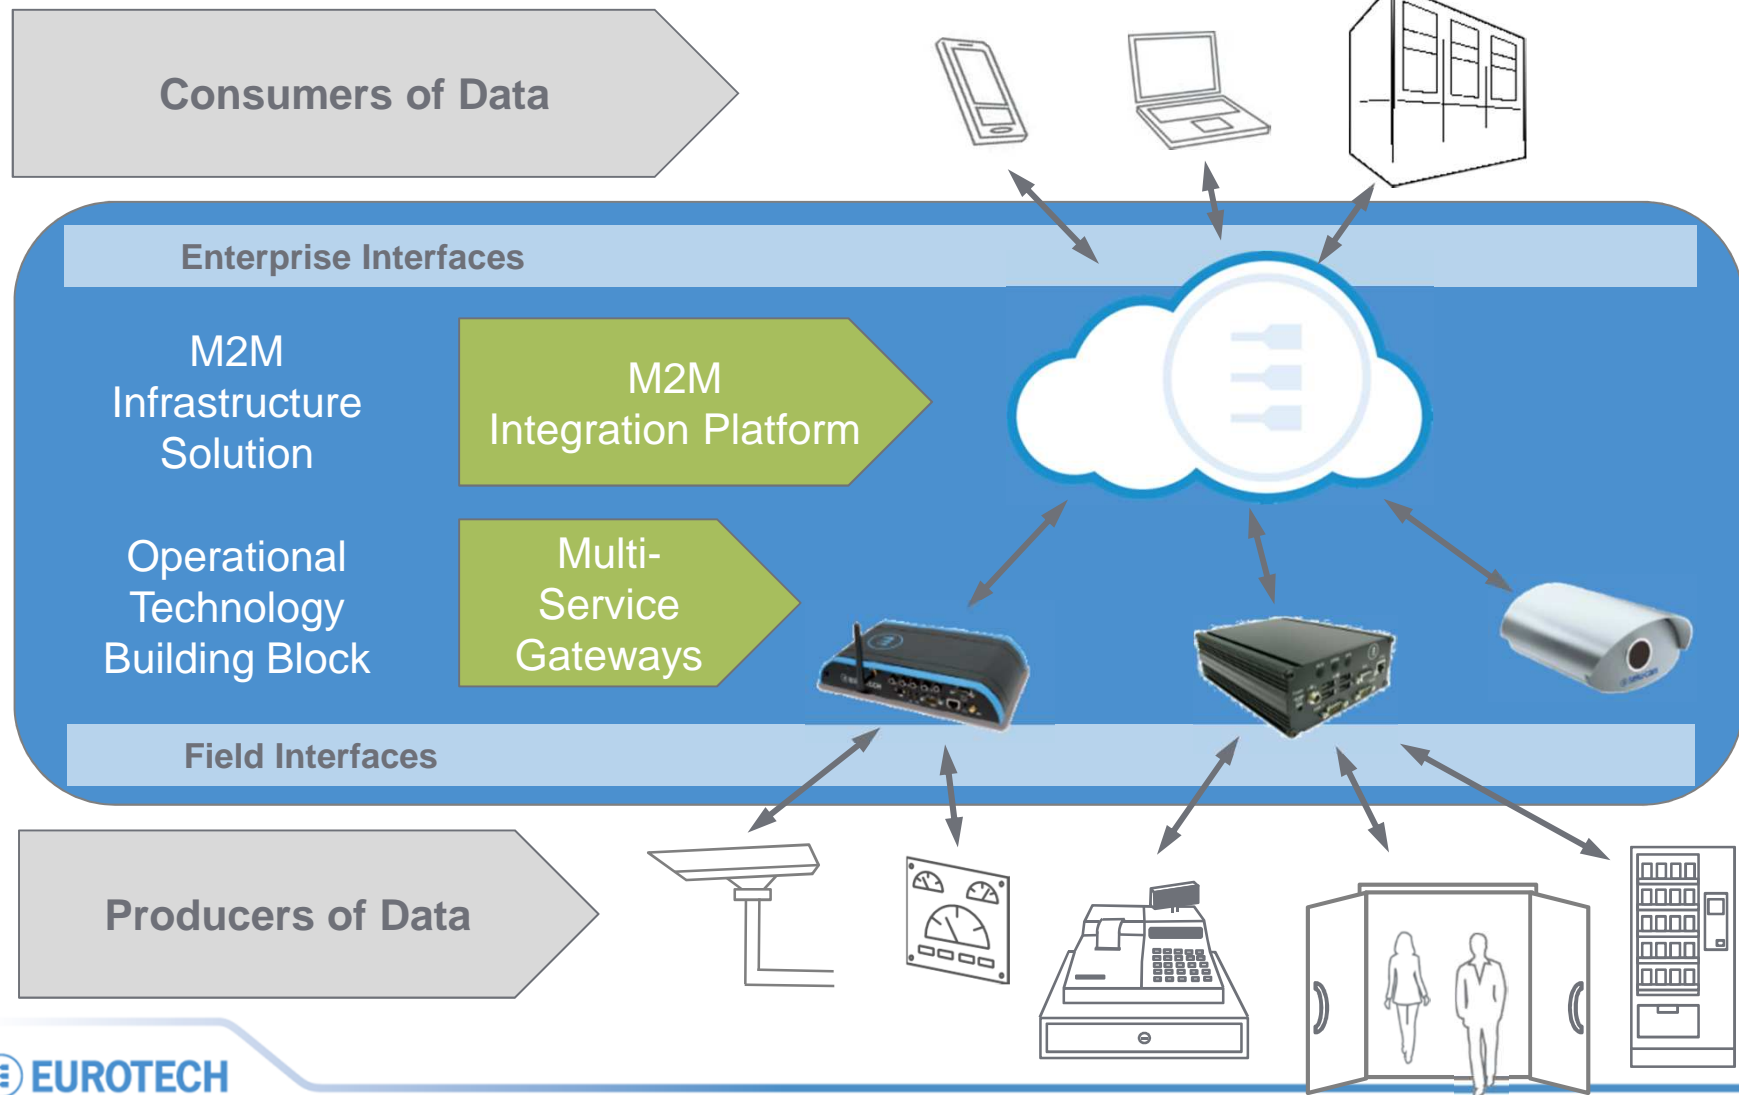 Consumers of Data
Enterprise Interfaces
M2M
Infrastructure
Solution
M2M
Integration Platform
Operational
Technology
Building Block
Multi-
Service
Gateways
Field Interfaces
Producers of Data
EUROTECH